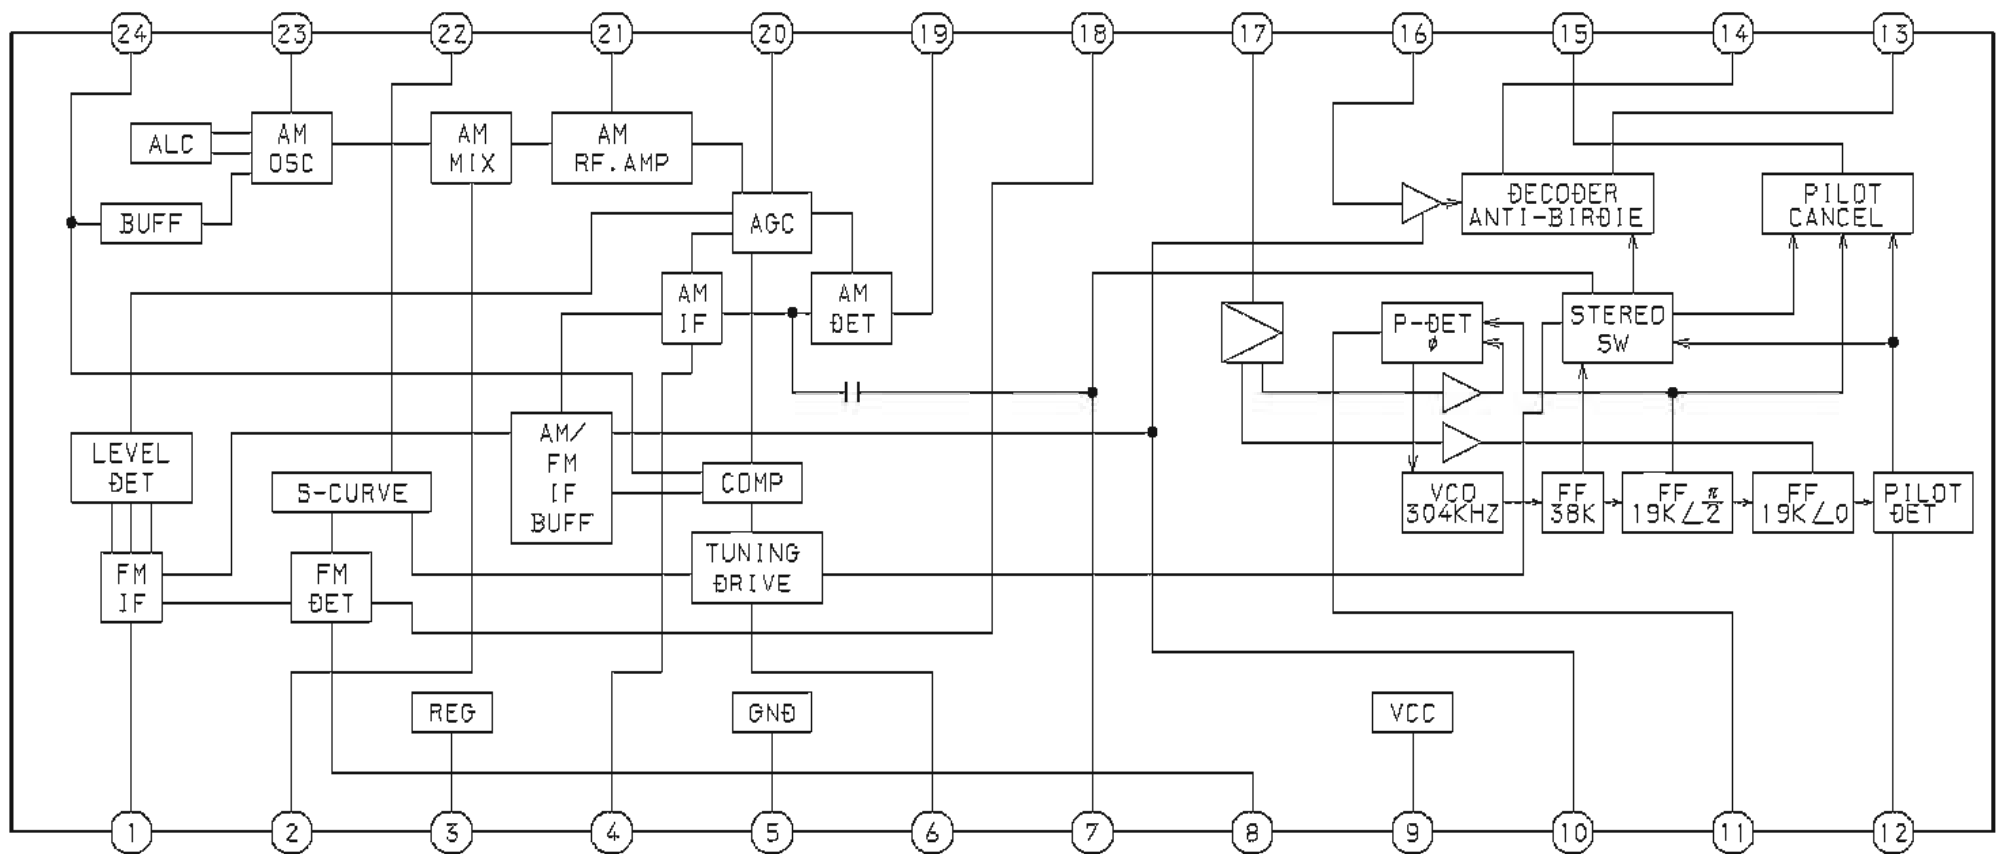 24 23 22 21 20 19 18 17 16 15 14 13
ALC
AM
OSC
AM
MIX
AM
RF.AMP
BUFF
AGC
DECODER
ANTI-BIRDIE
PILOT
CANCEL
AM
IF
AM
DET
P-DET
φ
STEREO
SW
LEVEL
DET
S-CURVE
AM/
FM
IF
BUFF
COMP
VCO
304KHZ
FF
38K
FF
19K∠π/2
FF
19K∠0
PILOT
DET
FM
IF
FM
DET
TUNING
DRIVE
REG
GND
VCC
1 2 3 4 5 6 7 8 9 10 11 12